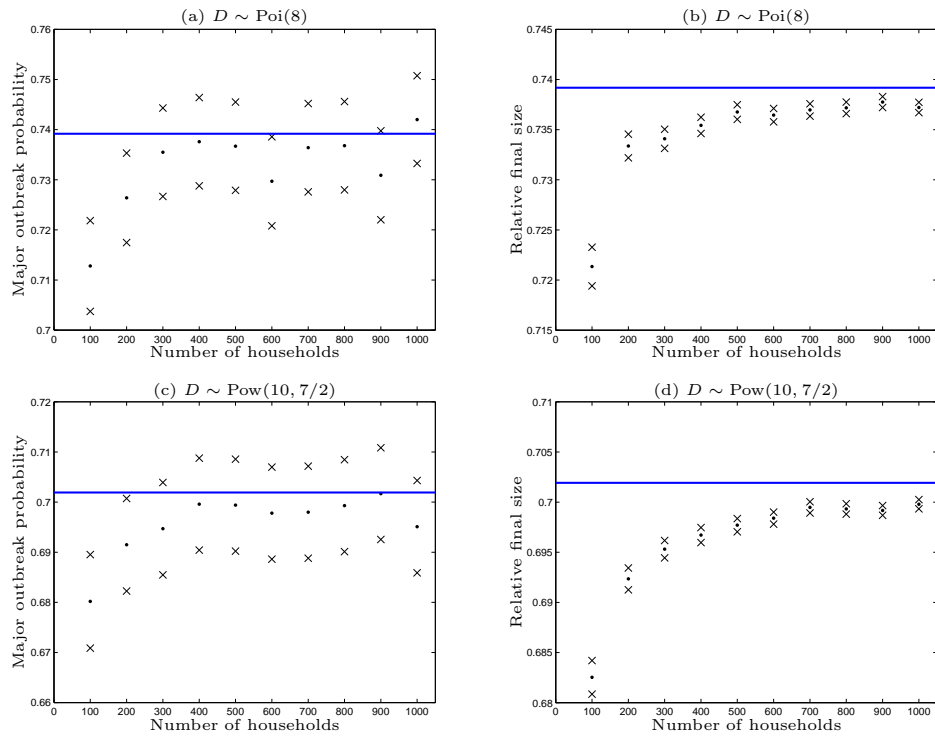 (a) D ∼ Poi(8)
0.76
0.75
0.74
0.73
0.72
0.71
0.7
0 100 200 300 400 500 600 700 800 900 1000
Major outbreak probability
Number of households
(b) D ∼ Poi(8)
0.745
0.74
0.735
0.73
0.725
0.72
0.715
0 100 200 300 400 500 600 700 800 900 1000
Relative final size
Number of households
(c) D ∼ Pow(10, 7/2)
0.72
0.71
0.7
0.69
0.68
0.67
0.66
0 100 200 300 400 500 600 700 800 900 1000
Major outbreak probability
Number of households
(d) D ∼ Pow(10, 7/2)
0.71
0.705
0.7
0.695
0.69
0.685
0.68
0 100 200 300 400 500 600 700 800 900 1000
Relative final size
Number of households